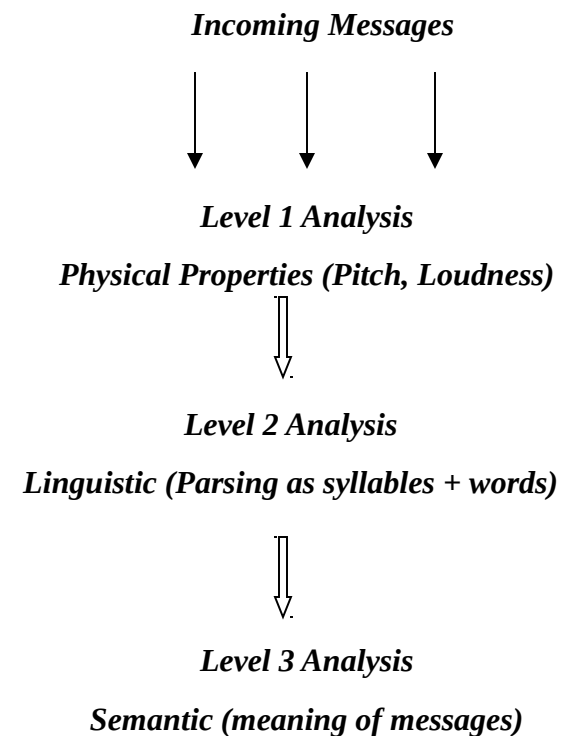 Incoming Messages
Level 1 Analysis
Physical Properties (Pitch, Loudness)
Level 2 Analysis
Linguistic (Parsing as syllables + words)
Level 3 Analysis
Semantic (meaning of messages)